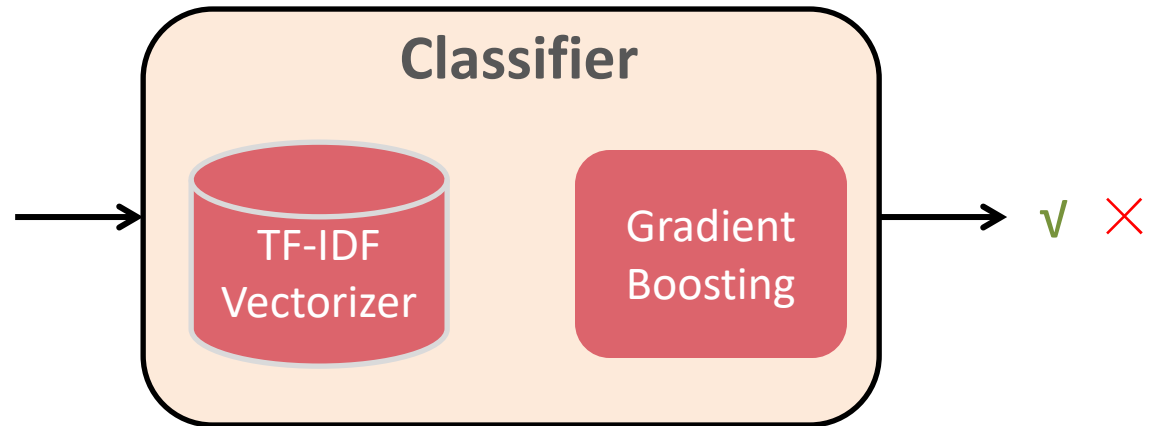 Classifier
TF-IDF
Vectorizer
Gradient
Boosting
√ ×